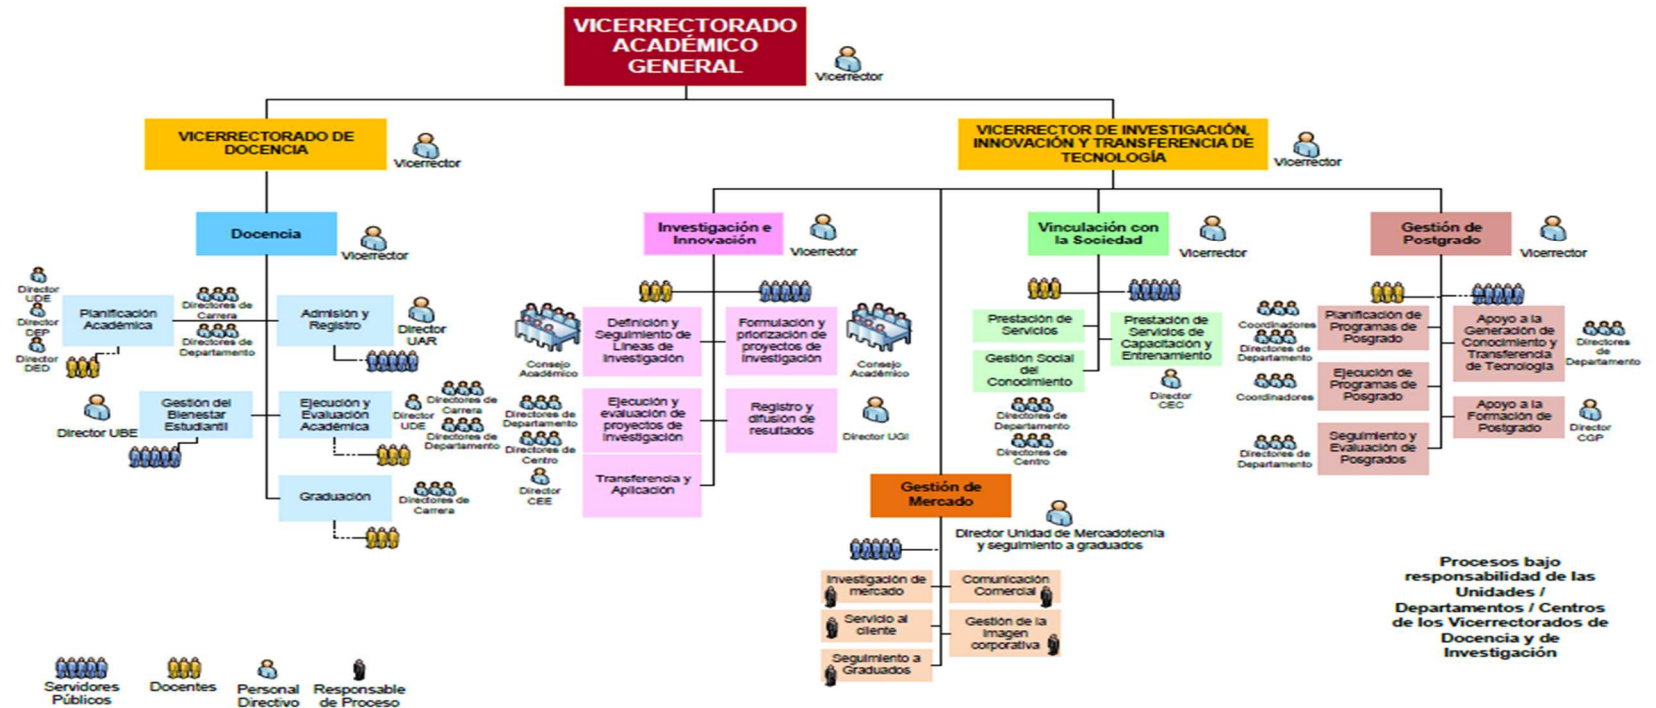 VICERRECTORADO
ACADÉMICO
GENERAL
Vicerrector
VICERRECTORADO DE
DOCENCIA
Vicerrector
VICERRECTOR DE INVESTIGACIÓN,
INNOVACIÓN Y TRANSFERENCIA DE
TECNOLOGÍA
Vicerrector
Docencia
Vicerrector
Investigación e
Innovación
Vicerrector
Vinculación con
la Sociedad
Vicerrector
Gestión de
Postgrado
Vicerrector
Director
UDE
Director
DEP
Director
DED
Planificación
Académica
Directores de
Carrera
Directores de
Departamento
Admisión y
Registro
Director
UAR
Director UBE
Gestión del
Bienestar
Estudiantil
Ejecución y
Evaluación
Académica
Director
UDE
Directores de
Carrera
Directores de
Departamento
Graduación
Directores de
Carrera
Consejo
Académico
Definición y
Seguimiento de
Líneas de
Investigación
Formulación y
priorización de
proyectos de
Investigación
Consejo
Académico
Directores de
Departamento
Directores de
Centro
Director
CEE
Ejecución y
evaluación de
proyectos de
Investigación
Registro y
difusión de
resultados
Director UGI
Transferencia y
Aplicación
Prestación de
Servicios
Prestación de
Servicios de
Capacitación y
Entrenamiento
Gestión Social
del
Conocimiento
Director
CEC
Directores de
Departamento
Directores de
Centro
Coordinadores
Directores de
Departamento
Planificación de
Programas de
Posgrado
Apoyo a la
Generación de
Conocimiento y
Transferencia
de Tecnología
Directores
de
Departamento
Coordinadores
Ejecución de
Programas de
Posgrado
Apoyo a la
Formación de
Postgrado
Director
CGP
Directores de
Departamento
Seguimiento y
Evaluación de
Posgrados
Gestión de
Mercado
Director Unidad de Mercadotecnia
y seguimiento a graduados
Investigación de
mercado
Comunicación
Comercial
Servicio al
cliente
Gestión de la
Imagen
corporativa
Seguimiento a
Graduados
Procesos bajo
responsabilidad de las
Unidades /
Departamentos / Centros
de los Vicerrectorados de
Docencia y de
Investigación
Servidores
Públicos
Docentes
Personal
Directivo
Responsable
de Proceso